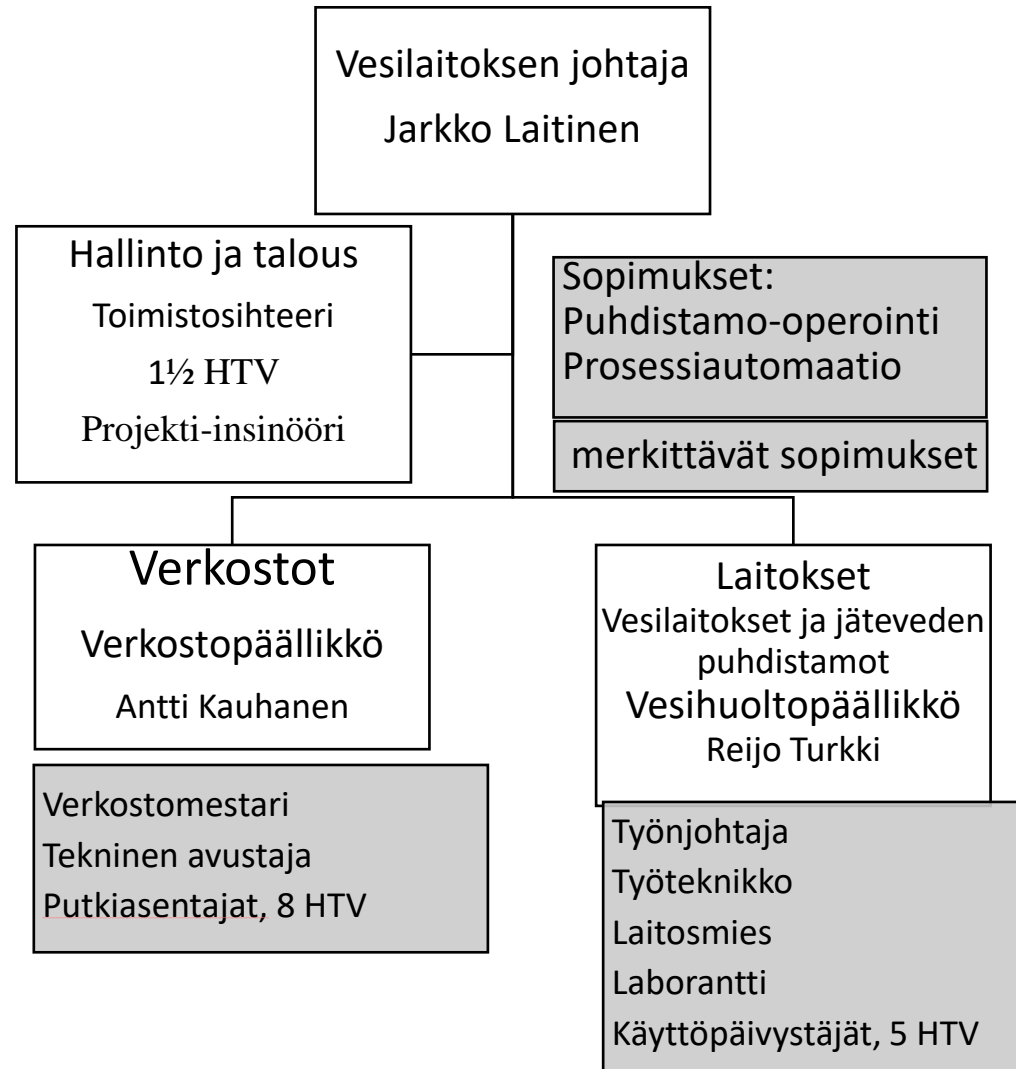 Vesilaitoksen johtaja
Jarkko Laitinen
Hallinto ja talous
Toimistosihteeri
1½ HTV
Projekti-insinööri
Sopimukset:
Puhdistamo-operointi
Prosessiautomaatio
merkittävät sopimukset
Verkostot
Verkostopäällikkö
Antti Kauhanen
Verkostomestari
Tekninen avustaja
Putkiasentajat, 8 HTV
Laitokset
Vesilaitokset ja jäteveden
puhdistamot
Vesihuoltopäällikkö
Reijo Turkki
Työnjohtaja
Työteknikko
Laitosmies
Laborantti
Käyttöpäivystäjät, 5 HTV